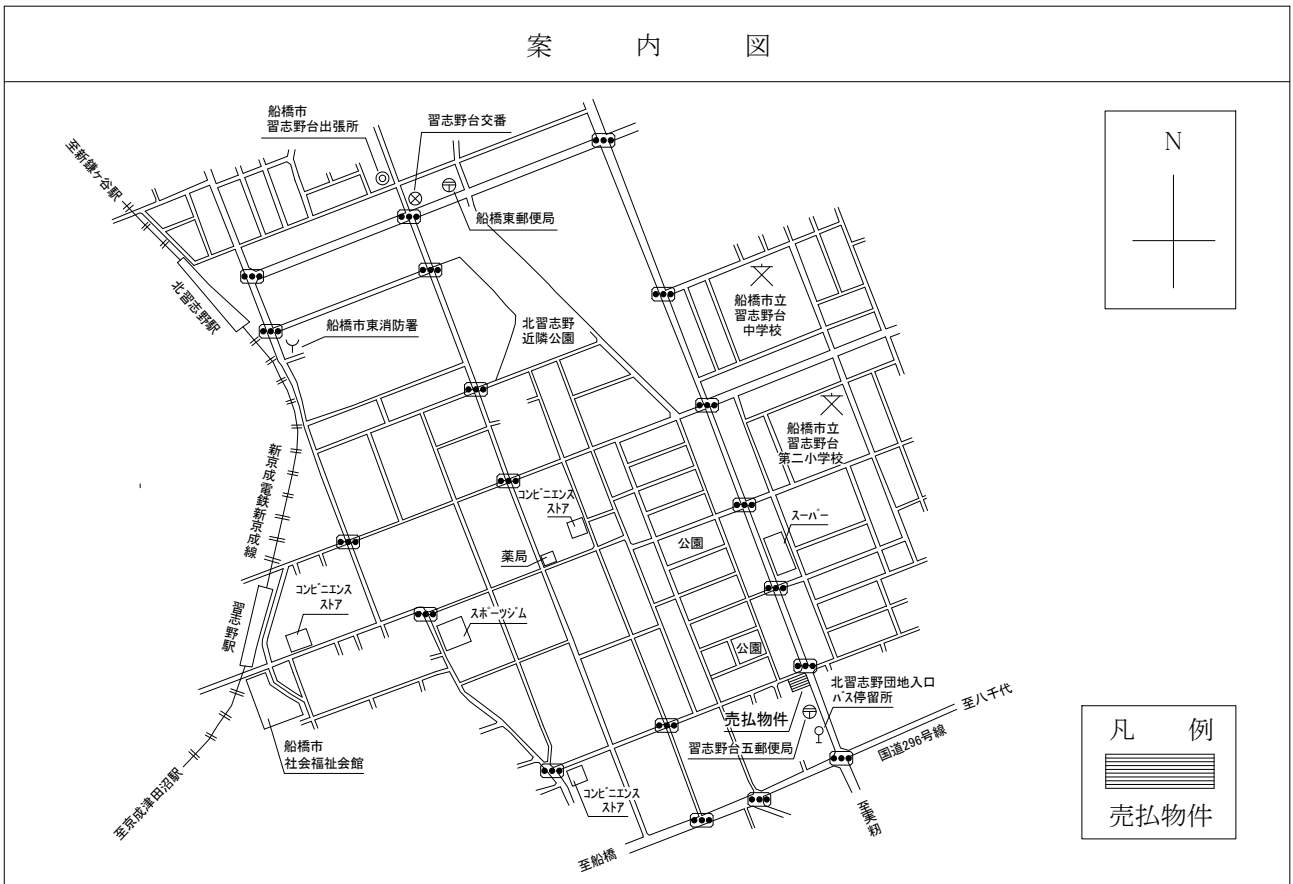 案 内 図
船橋市
習志野台出張所
習志野台交番
N
至新鎌ヶ谷駅
船橋東郵便局
北習志野駅
船橋市東消防署
北習志野
近隣公園
船橋市立
習志野台
中学校
船橋市立
習志野台
第二小学校
新京成電鉄新京成線
コンビニエンス
ストア
スーパー
公園
薬局
コンビニエンス
ストア
スポーツジム
習志野駅
公園
北習志野団地入口
バス停留所
売払物件
習志野台五郵便局
至八千代
国道296号線
船橋市
社会福祉会館
コンビニエンス
ストア
至京成津田沼駅
至実籾
至船橋
凡 例
売払物件